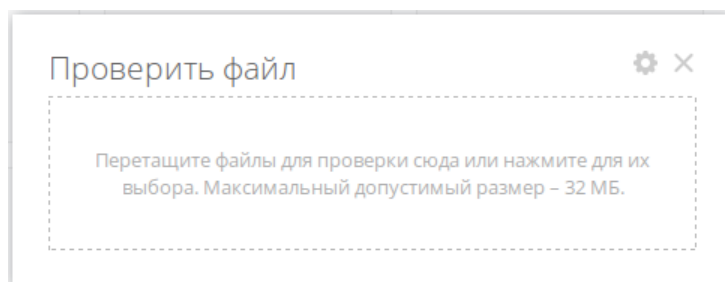 Проверить файл
Перетащите файлы для проверки сюда или нажмите для их
выбора. Максимальный допустимый размер – 32 МБ.